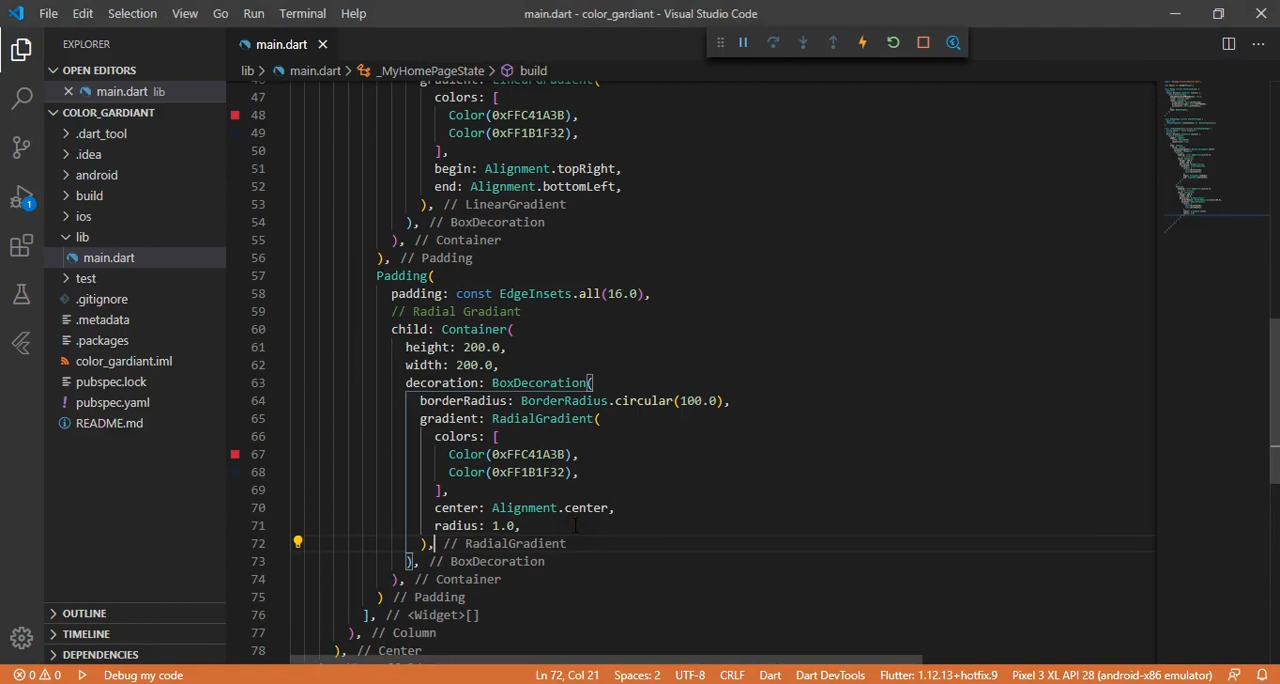 File Edit Selection View Go Run Terminal Help
main.dart - color_gardiant - Visual Studio Code
EXPLORER
OPEN EDITORS
main.dart lib
COLOR_GARDIANT
.dart_tool
.idea
android
build
ios
lib
main.dart
test
.gitignore
.metadata
.packages
color_gardiant.iml
pubspec.lock
pubspec.yaml
README.md
OUTLINE
TIMELINE
DEPENDENCIES
1
main.dart
lib > main.dart > _MyHomePageState > build
46 gradient: LinearGradient(
47 colors: [
48 Color(0xFFC41A3B),
49 Color(0xFF1B1F32),
50 ],
51 begin: Alignment.topRight,
52 end: Alignment.bottomLeft,
53 ), // LinearGradient
54 ), // BoxDecoration
55 ), // Container
56 ), // Padding
57 Padding(
58 padding: const EdgeInsets.all(16.0),
59 // Radial Gradiant
60 child: Container(
61 height: 200.0,
62 width: 200.0,
63 decoration: BoxDecoration(
64 borderRadius: BorderRadius.circular(100.0),
65 gradient: RadialGradient(
66 colors: [
67 Color(0xFFC41A3B),
68 Color(0xFF1B1F32),
69 ],
70 center: Alignment.center,
71 radius: 1.0,
72 ), // RadialGradient
73 ), // BoxDecoration
74 ), // Container
75 ) // Padding
76 ], // <Widget>[]
77 ), // Column
78 ), // Center
0 0 Debug my code Ln 72, Col 21 Spaces: 2 UTF-8 CRLF Dart Dart DevTools Flutter: 1.12.13+hotfix.9 Pixel 3 XL API 28 (android-x86 emulator)